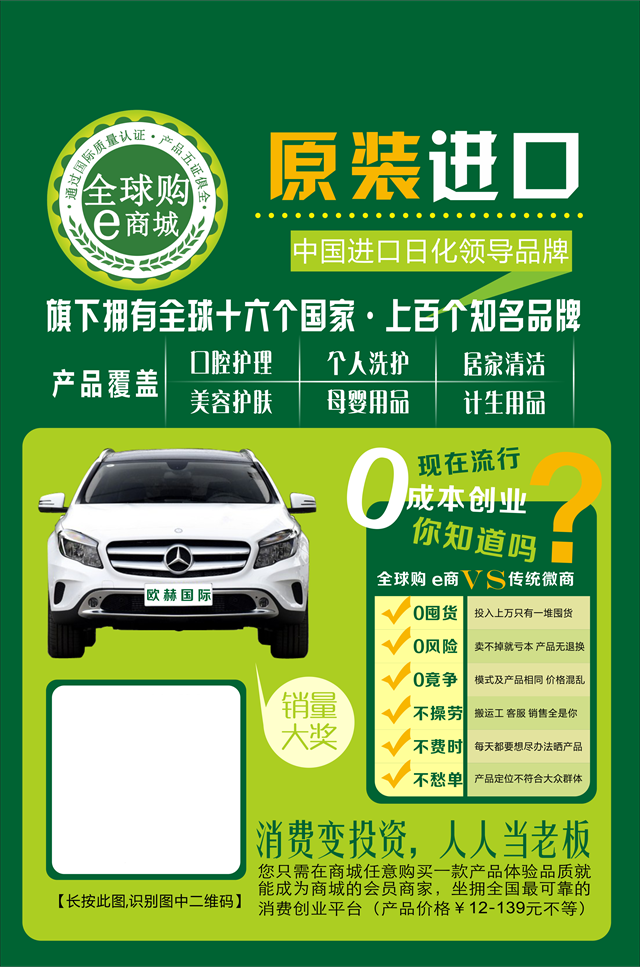 通过国际质量认证·产品五证俱全·
全球购
e商城
原装进口
中国进口日化领导品牌
旗下拥有全球十六个国家·上百个知名品牌
产品覆盖
口腔护理 个人洗护 居家清洁
美容护肤 母婴用品 计生用品
现在流行
0成本创业
你知道吗?
全球购 e商VS传统微商
0囤货 投入上万只有一堆囤货
0风险 卖不掉就亏本 产品无退换
0竞争 模式及产品相同 价格混乱
不操劳 搬运工 客服 销售全是你
不费时 每天都要想尽办法晒产品
不愁单 产品定位不符合大众群体
欧赫国际
销量
大奖
消费变投资，人人当老板
您只需在商城任意购买一款产品体验品质就
能成为商城的会员商家，坐拥全国最可靠的
消费创业平台（产品价格￥12-139元不等）
【长按此图,识别图中二维码】